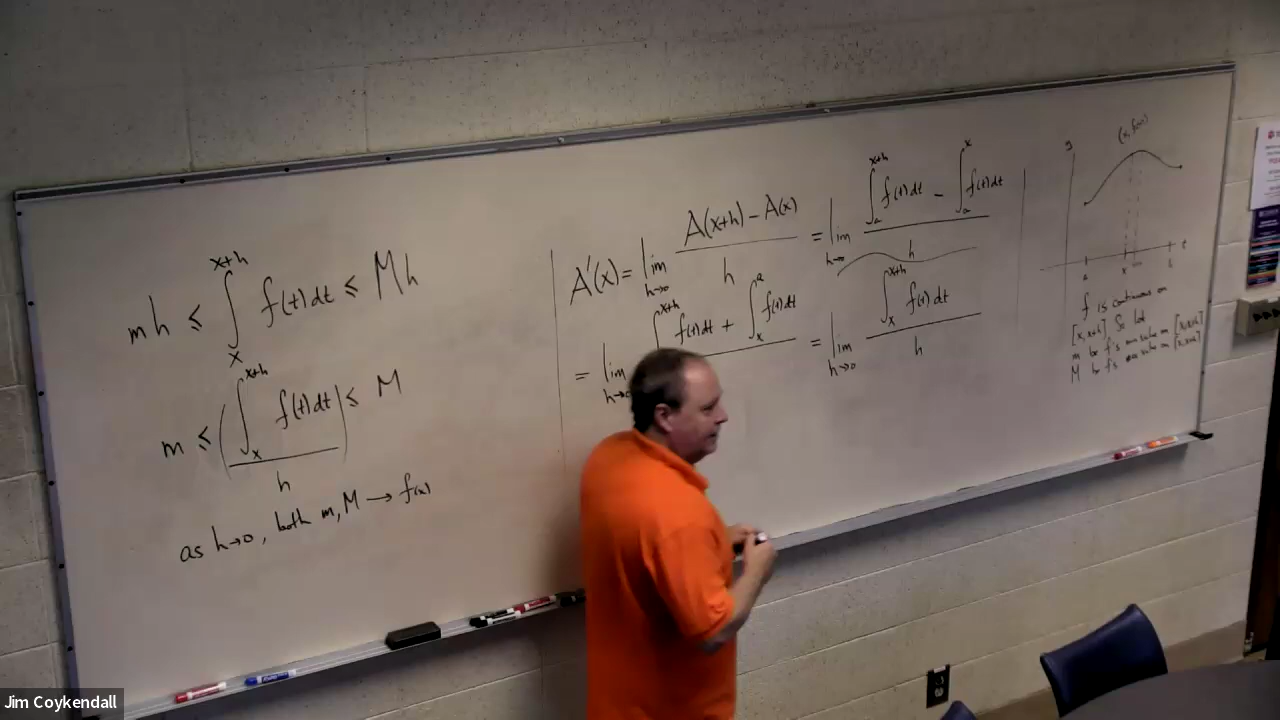 mh ≤ ∫ₓ^{x+h} f(t)dt ≤ Mh
m ≤ (∫ₓ^{x+h} f(t)dt / h) ≤ M
as h→0, both m, M → f(x)
A'(x) = lim_{h→0} (A(x+h) - A(x)) / h = lim_{h→0} (∫ₐ^{x+h} f(t)dt - ∫ₐ^x f(t)dt) / h
= lim_{h→0} ∫ₓ^{x+h} f(t)dt + ∫ₓ^a f(t)dt = lim_{h→0} (∫ₓ^{x+h} f(t)dt) / h
y
(x, f(x))
a x b t
f is continuous on
[x, x+h], So let
m be f's min value on [x, x+h]
M be f's max value on [x, x+h]
Jim Coykendall